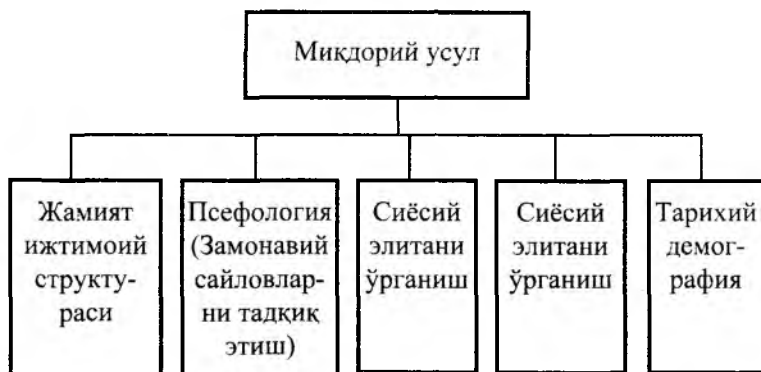 Миқдорий усул
Жамият
ижтимоий
структу-
раси
Псефология
(Замонавий
сайловлар-
ни тадқиқ
этиш)
Сиёсий
элитани
ўрганиш
Сиёсий
элитани
ўрганиш
Тарихий
демог-
рафия